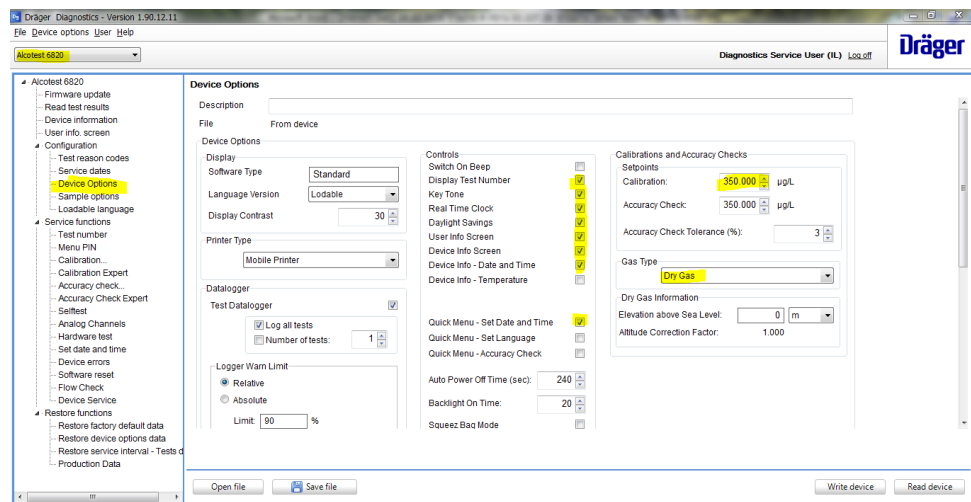 Dräger Diagnostics - Version 1.90.12.11
File Device options User Help
Alcotest 6820
Diagnostics Service User (IL) Log off
Dräger
Alcotest 6820
Firmware update
Read test results
Device information
User info. screen
Configuration
Test reason codes
Service dates
Device Options
Sample options
Loadable language
Service functions
Test number
Menu PIN
Calibration...
Calibration Expert
Accuracy check...
Accuracy Check Expert
Selftest
Analog Channels
Hardware test
Set date and time
Device errors
Software reset
Flow Check
Device Service
Restore functions
Restore factory default data
Restore device options data
Restore service interval - Tests d
Production Data
Device Options
Description
File From device
Device Options
Display
Software Type Standard
Language Version Lodable
Display Contrast 30
Printer Type
Mobile Printer
Datalogger
Test Datalogger
Log all tests
Number of tests: 1
Logger Warn Limit
Relative
Absolute
Limit: 90 %
Controls
Switch On Beep
Display Test Number
Key Tone
Real Time Clock
Daylight Savings
User Info Screen
Device Info Screen
Device Info - Date and Time
Device Info - Temperature
Quick Menu - Set Date and Time
Quick Menu - Set Language
Quick Menu - Accuracy Check
Auto Power Off Time (sec): 240
Backlight On Time: 20
Squeez Bag Mode
Calibrations and Accuracy Checks
Setpoints
Calibration: 350.000 µg/L
Accuracy Check: 350.000 µg/L
Accuracy Check Tolerance (%): 3
Gas Type
Dry Gas
Dry Gas Information
Elevation above Sea Level: 0 m
Altitude Correction Factor: 1.000
Open file Save file Write device Read device